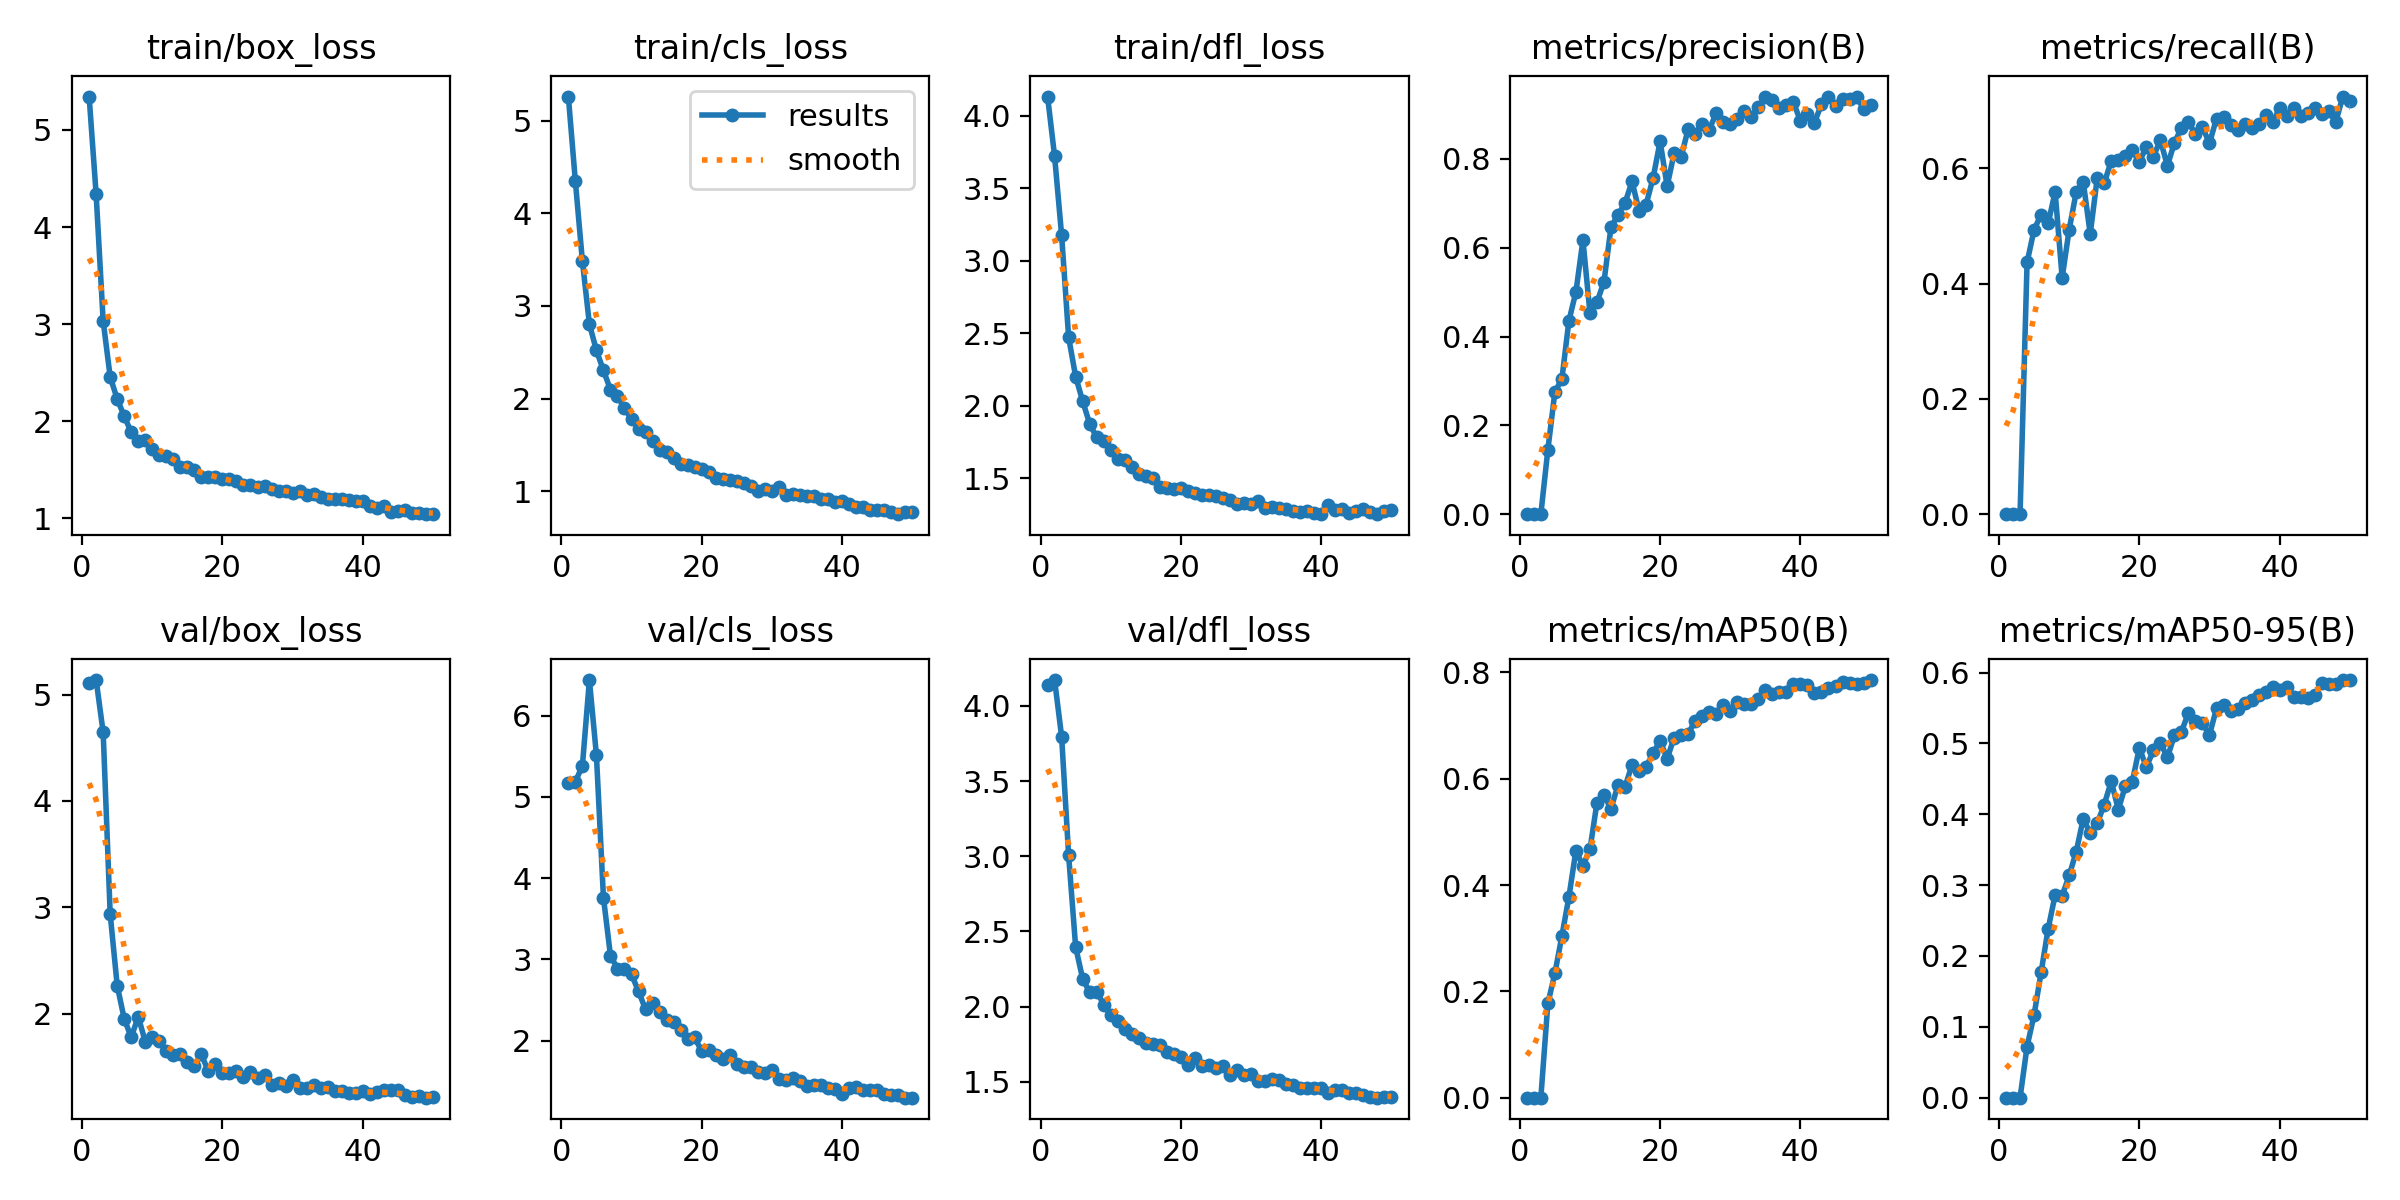 train/box_loss
5
4
3
2
1
0 20 40
train/cls_loss
results
smooth
5
4
3
2
1
0 20 40
train/dfl_loss
4.0
3.5
3.0
2.5
2.0
1.5
0 20 40
metrics/precision(B)
0.8
0.6
0.4
0.2
0.0
0 20 40
metrics/recall(B)
0.6
0.4
0.2
0.0
0 20 40
val/box_loss
5
4
3
2
0 20 40
val/cls_loss
6
5
4
3
2
0 20 40
val/dfl_loss
4.0
3.5
3.0
2.5
2.0
1.5
0 20 40
metrics/mAP50(B)
0.8
0.6
0.4
0.2
0.0
0 20 40
metrics/mAP50-95(B)
0.6
0.5
0.4
0.3
0.2
0.1
0.0
0 20 40